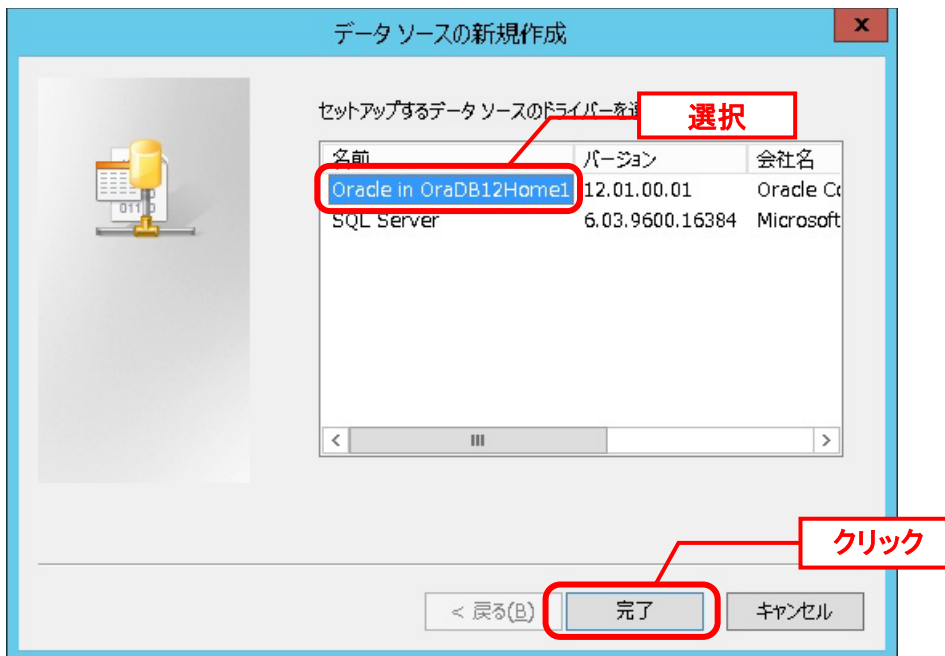 データ ソースの新規作成
x
セットアップするデータ ソースのドライバーを
選択
名前 バージョン 会社名
Oracle in OraDB12Home1 12.01.00.01 Oracle
SQL Server 6.03.9600.16384 Microsoft
クリック
< 戻る(B) 完了 キャンセル